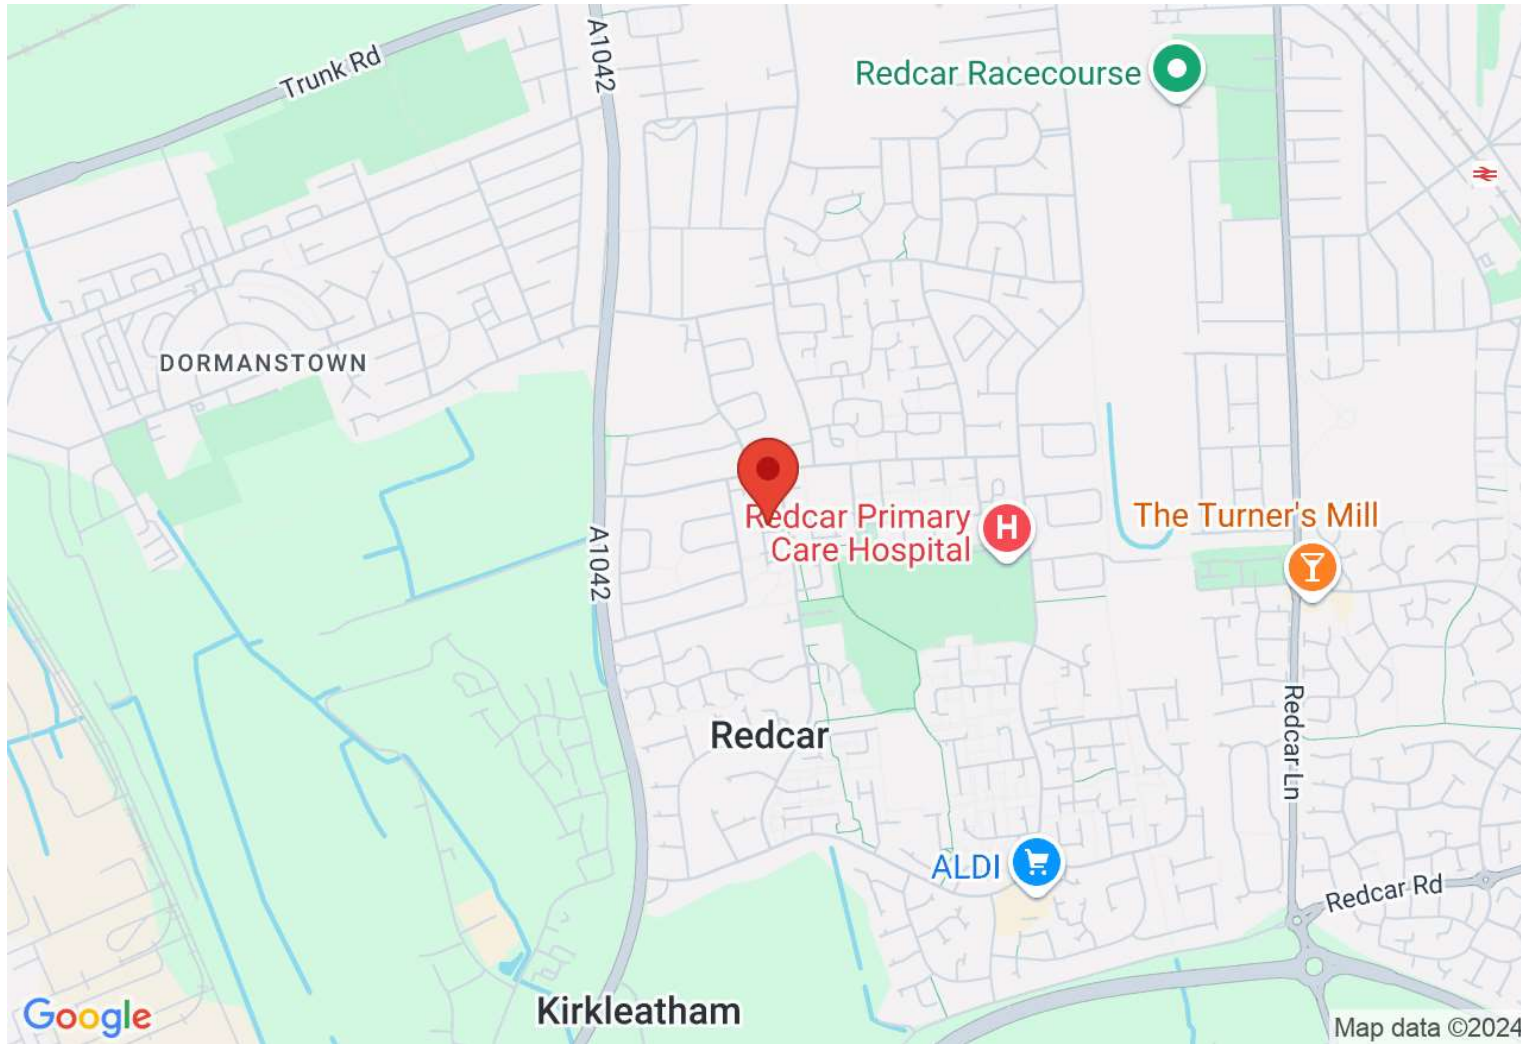 A1042
Trunk Rd
Redcar Racecourse
DORMANSTOWN
Redcar Primary
Care Hospital
H
The Turner's Mill
A1042
Redcar
Redcar Ln
ALDI
Redcar Rd
Kirkleatham
Google
Map data ©2024